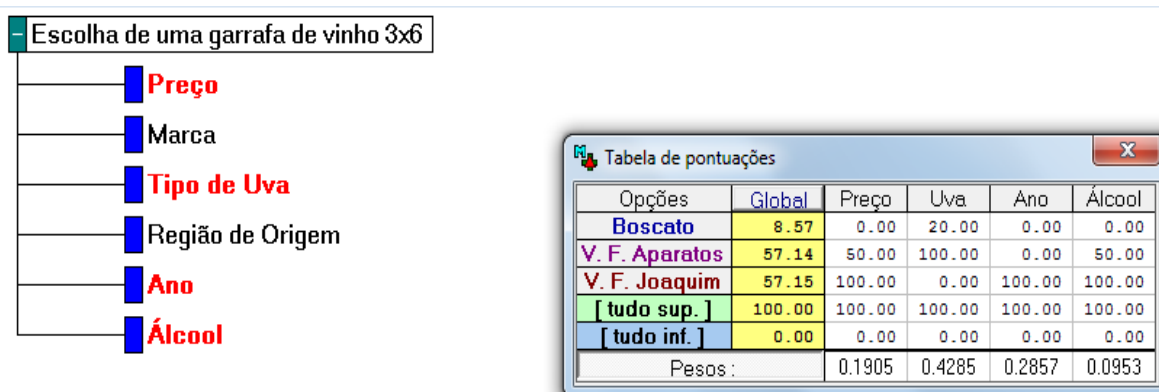 Escolha de uma garrafa de vinho 3x6
Preço
Marca
Tipo de Uva
Região de Origem
Ano
Álcool
Tabela de pontuações
Opções Global Preço Uva Ano Álcool
Boscato 8.57 0.00 20.00 0.00 0.00
V. F. Aparatos 57.14 50.00 100.00 0.00 50.00
V. F. Joaquim 57.15 100.00 0.00 100.00 100.00
[ tudo sup. ] 100.00 100.00 100.00 100.00 100.00
[ tudo inf. ] 0.00 0.00 0.00 0.00 0.00
Pesos : 0.1905 0.4285 0.2857 0.0953